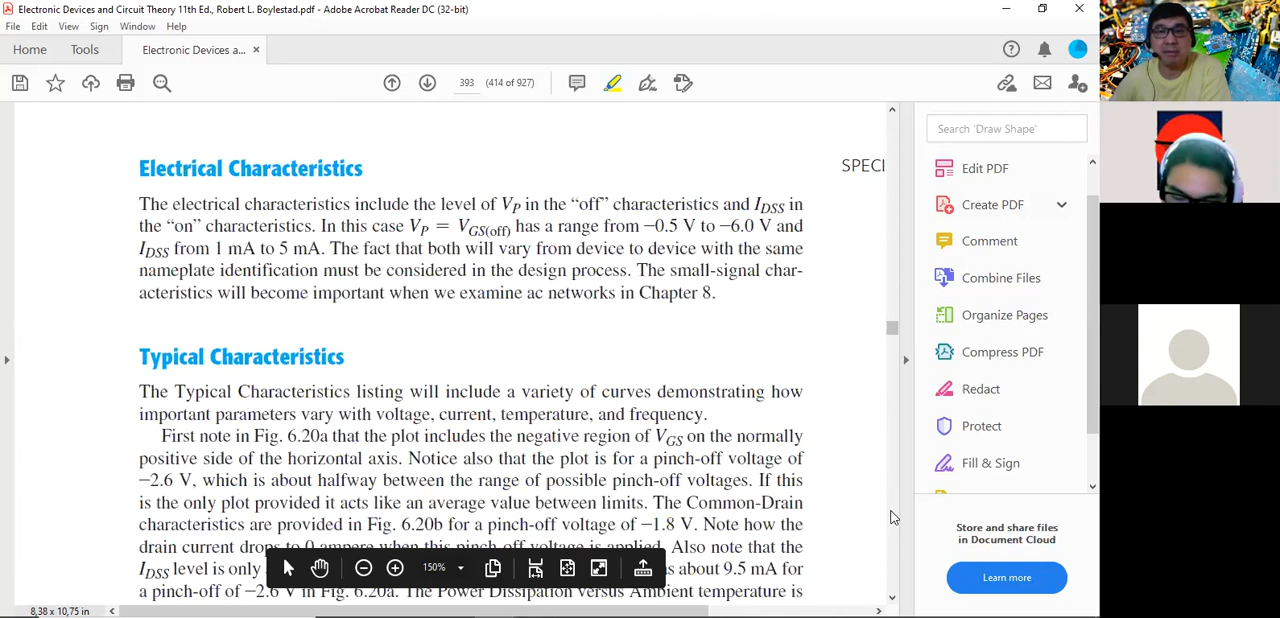 Electronic Devices and Circuit Theory 11th Ed., Robert L. Boylestad.pdf - Adobe Acrobat Reader DC (32-bit)
File Edit View Sign Window Help
Home Tools Electronic Devices a... ×
393 (414 of 927)
Electrical Characteristics
SPECI
The electrical characteristics include the level of VP in the “off” characteristics and IDSS in
the “on” characteristics. In this case VP = VGS(off) has a range from −0.5 V to −6.0 V and
IDSS from 1 mA to 5 mA. The fact that both will vary from device to device with the same
nameplate identification must be considered in the design process. The small-signal char-
acteristics will become important when we examine ac networks in Chapter 8.
Typical Characteristics
The Typical Characteristics listing will include a variety of curves demonstrating how
important parameters vary with voltage, current, temperature, and frequency.
First note in Fig. 6.20a that the plot includes the negative region of VGS on the normally
positive side of the horizontal axis. Notice also that the plot is for a pinch-off voltage of
−2.6 V, which is about halfway between the range of possible pinch-off voltages. If this
is the only plot provided it acts like an average value between limits. The Common-Drain
characteristics are provided in Fig. 6.20b for a pinch-off voltage of −1.8 V. Note how the
drain current drops to 0 ampere when this pinch-off voltage is applied. Also note that the
IDSS level is only as about 9.5 mA for
a pinch-off of −2.6 V in Fig. 6.20a. The Power Dissipation versus Ambient temperature is
150%
8,38 x 10,75 in
Search 'Draw Shape'
Edit PDF
Create PDF
Comment
Combine Files
Organize Pages
Compress PDF
Redact
Protect
Fill & Sign
Store and share files
in Document Cloud
Learn more